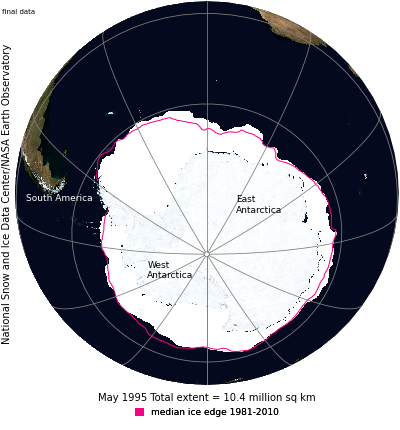 final data
National Snow and Ice Data Center/NASA Earth Observatory
South America
East
Antarctica
West
Antarctica
May 1995 Total extent = 10.4 million sq km
median ice edge 1981-2010